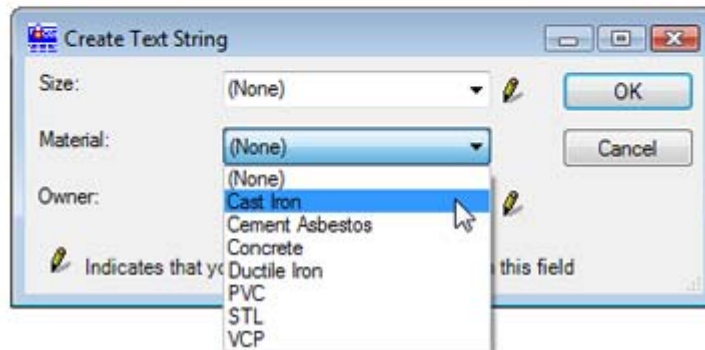 Create Text String
Size:
(None)
OK
Material:
(None)
Cancel
(None)
Owner:
Cast Iron
Cement Asbestos
Concrete
Indicates that yo
Ductile Iron
this field
PVC
STL
VCP